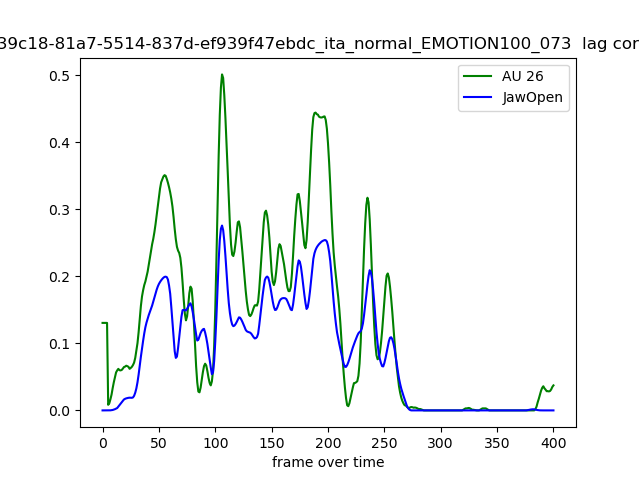 39c18-81a7-5514-837d-ef939f47ebdc_ita_normal_EMOTION100_073 lag cor
AU 26
JawOpen
0.5
0.4
0.3
0.2
0.1
0.0
0 50 100 150 200 250 300 350 400
frame over time